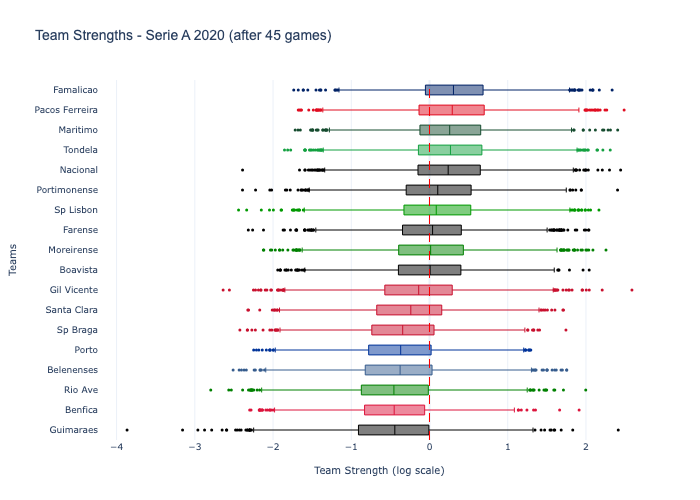 Team Strengths - Serie A 2020 (after 45 games)
Famalicao
Pacos Ferreira
Maritimo
Tondela
Nacional
Portimonense
Sp Lisbon
Farense
Moreirense
Boavista
Gil Vicente
Santa Clara
Sp Braga
Porto
Belenenses
Rio Ave
Benfica
Guimaraes
Teams
−4 −3 −2 −1 0 1 2
Team Strength (log scale)